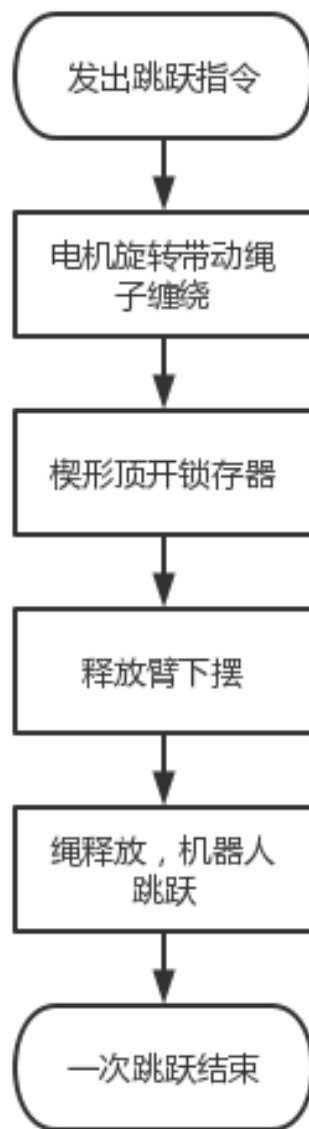 发出跳跃指令
电机旋转带动绳
子缠绕
楔形顶开锁存器
释放臂下摆
绳释放，机器人
跳跃
一次跳跃结束